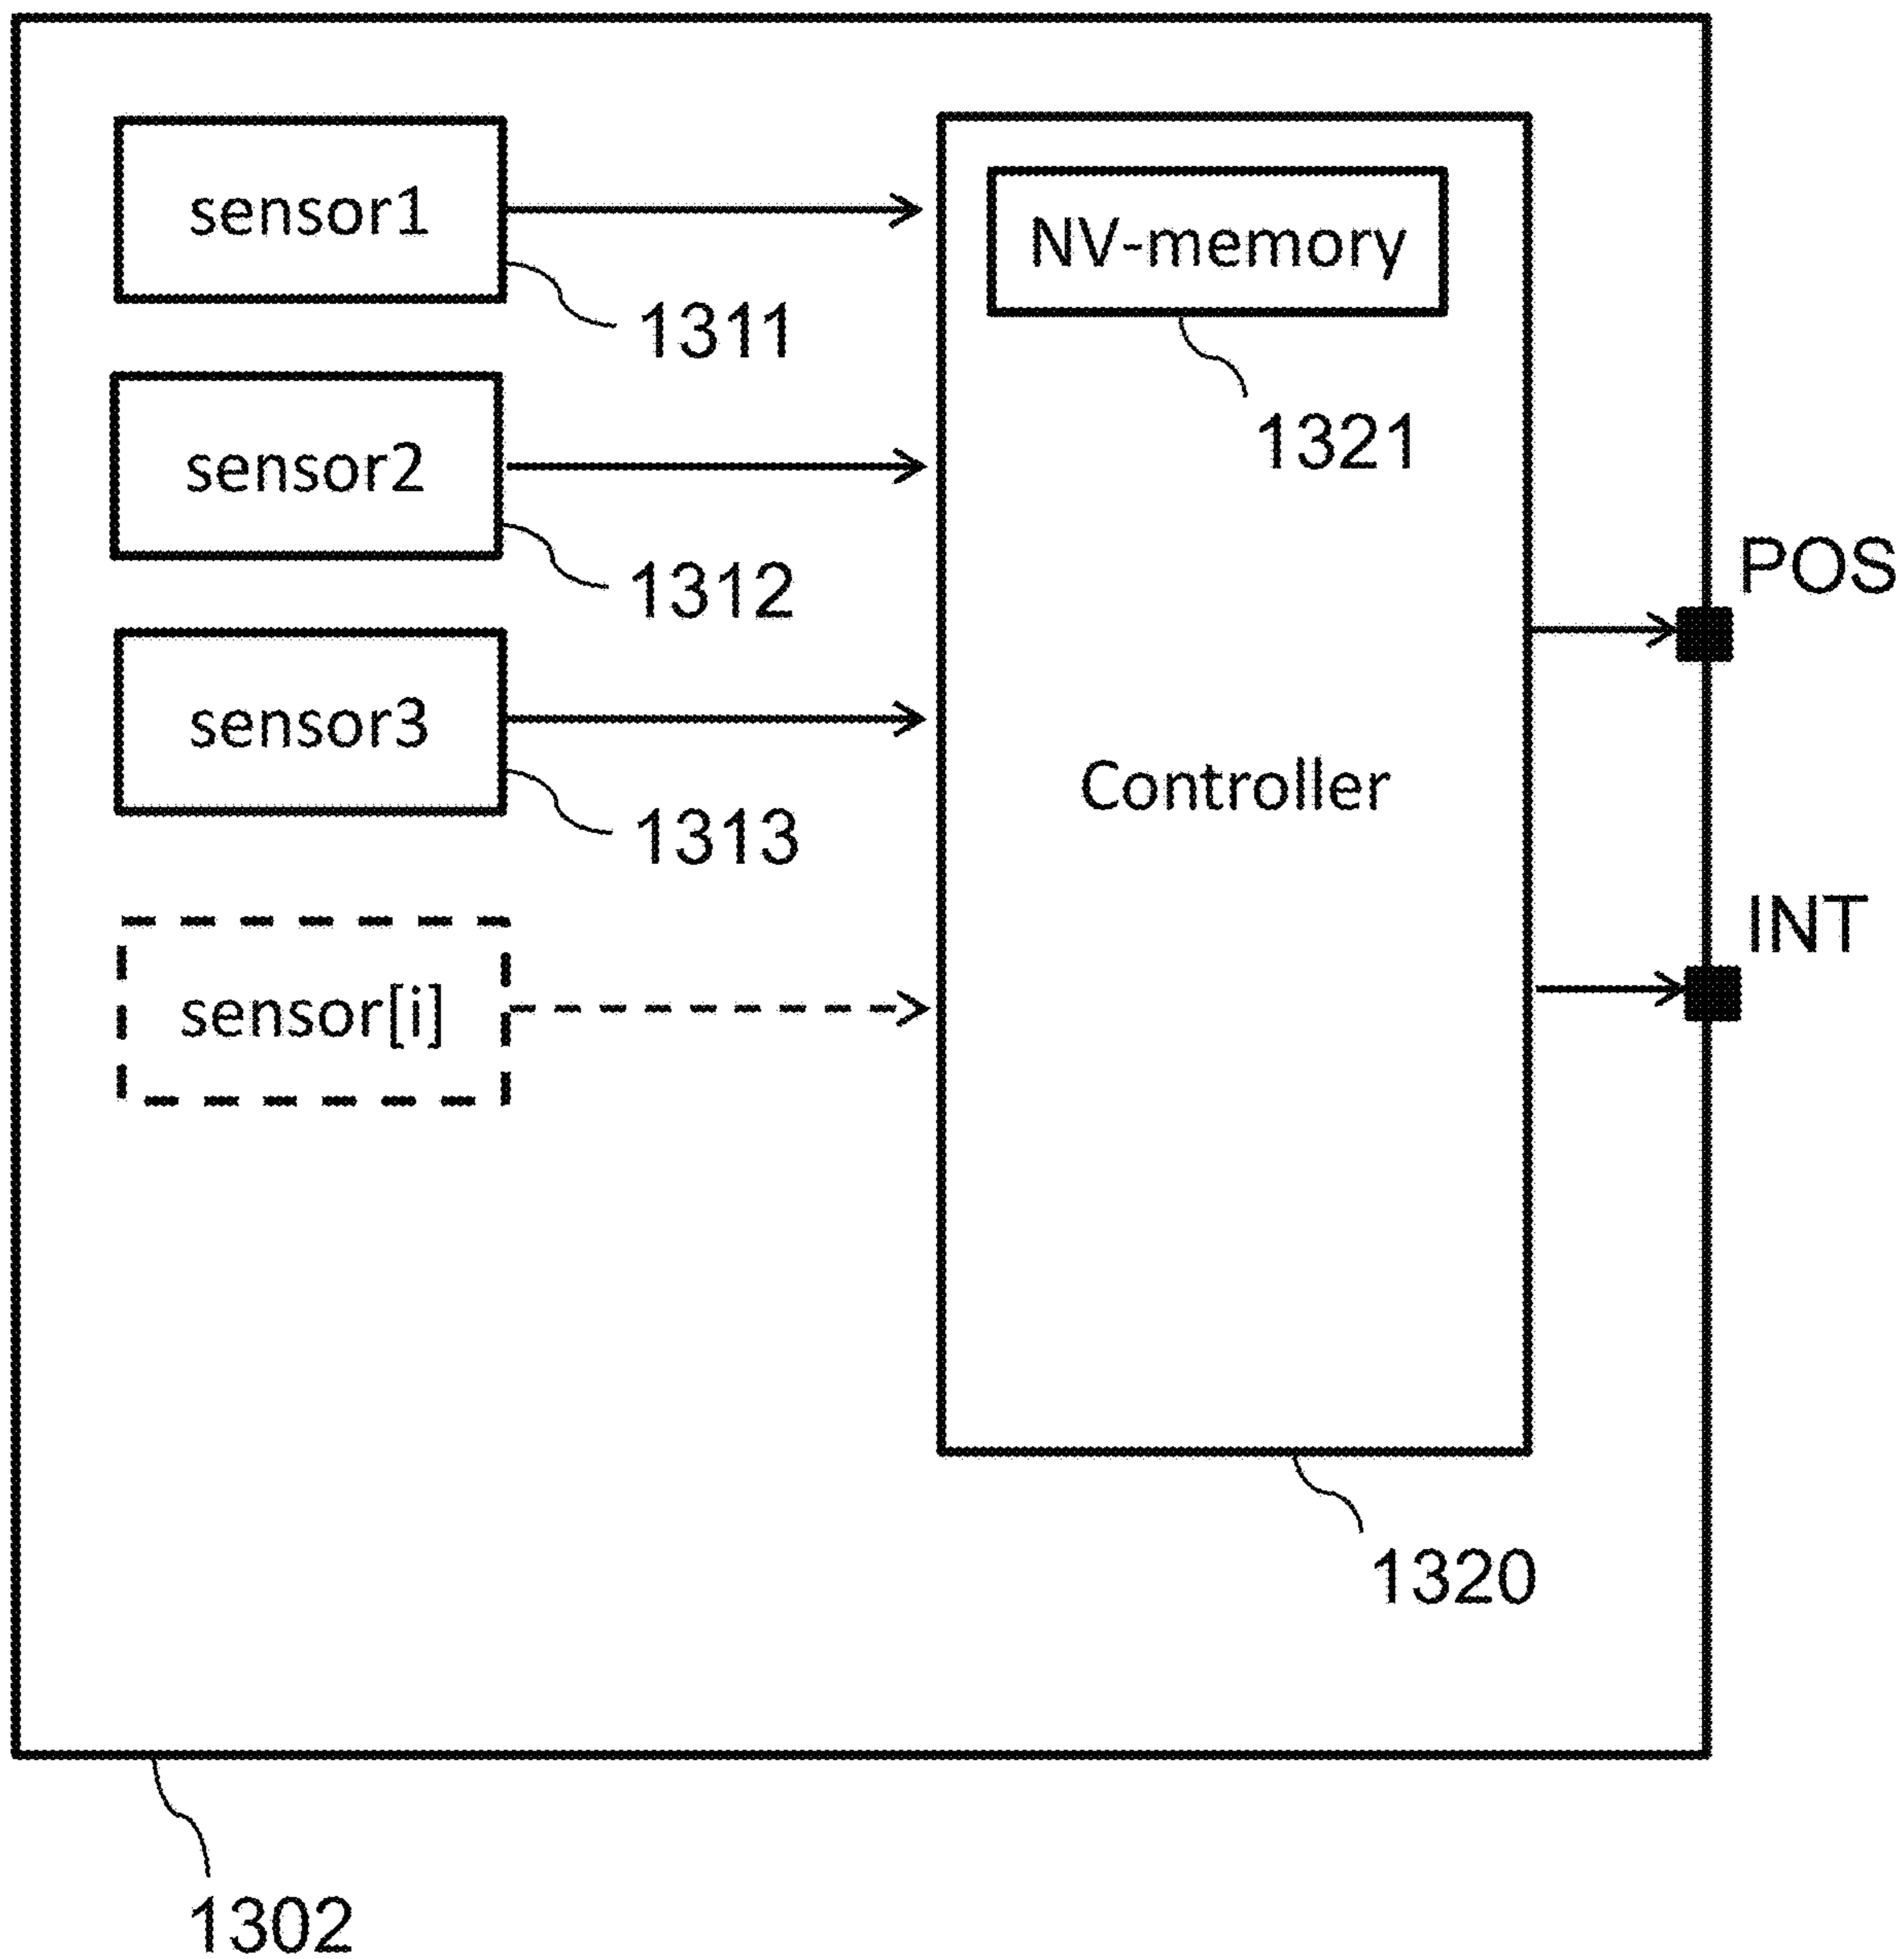 sensor1
1311
NV-memory
1321
sensor2
1312
POS
sensor3
1313
Controller
INT
sensor[i]
1320
1302